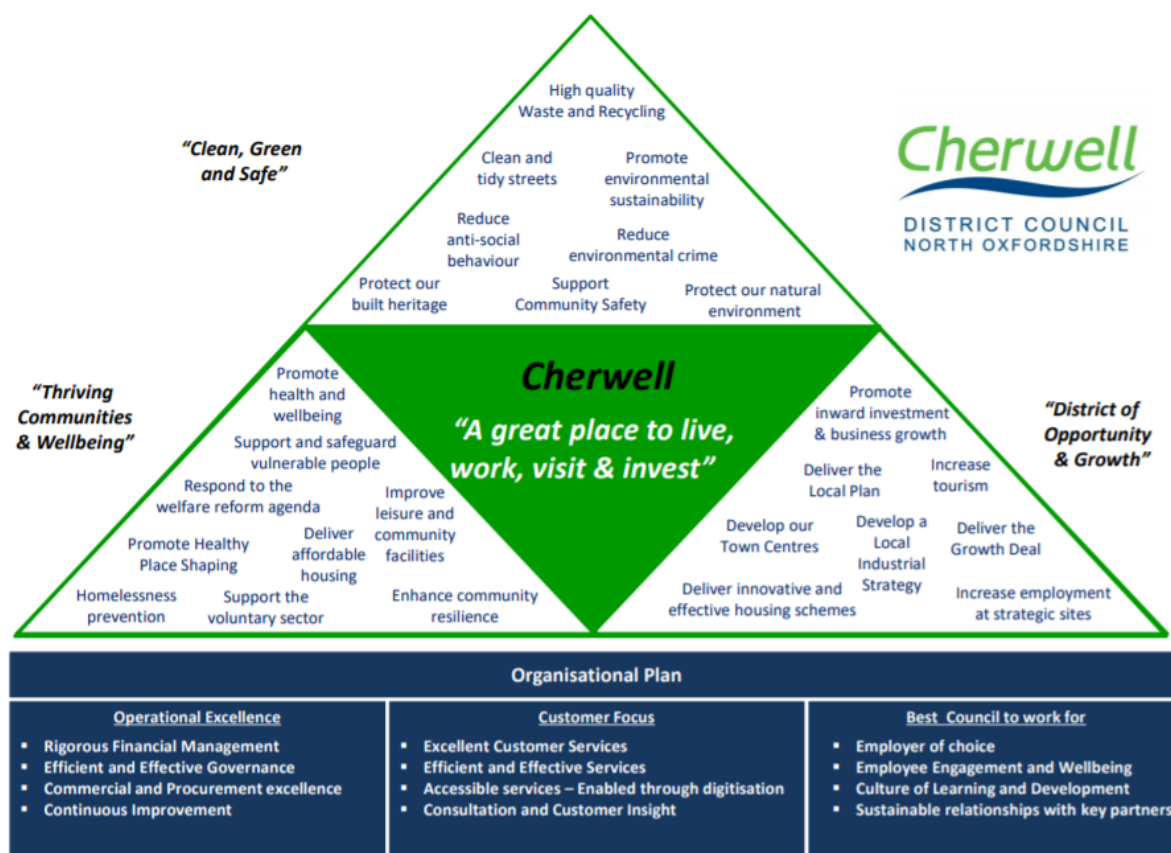 High quality
Waste and Recycling
"Clean, Green
and Safe"
Clean and
tidy streets
Promote
environmental
sustainability
Cherwell
DISTRICT COUNCIL
NORTH OXFORDSHIRE
Reduce
anti-social
behaviour
Reduce
environmental crime
Protect our
built heritage
Support
Community Safety
Protect our natural
environment
"Thriving
Communities
& Wellbeing"
Promote
health and
wellbeing
Support and safeguard
vulnerable people
Respond to the
welfare reform agenda
Improve
leisure and
community
facilities
Promote Healthy
Place Shaping
Deliver
affordable
housing
Homelessness
prevention
Support the
voluntary sector
Enhance community
resilience
Cherwell
"A great place to live,
work, visit & invest"
Promote
inward investment
& business growth
"District of
Opportunity
& Growth"
Deliver the
Local Plan
Increase
tourism
Develop our
Town Centres
Develop a
Local
Industrial
Strategy
Deliver the
Growth Deal
Deliver innovative and
effective housing schemes
Increase employment
at strategic sites
Organisational Plan
Operational Excellence
▪ Rigorous Financial Management
▪ Efficient and Effective Governance
▪ Commercial and Procurement excellence
▪ Continuous Improvement
Customer Focus
▪ Excellent Customer Services
▪ Efficient and Effective Services
▪ Accessible services – Enabled through digitisation
▪ Consultation and Customer Insight
Best Council to work for
▪ Employer of choice
▪ Employee Engagement and Wellbeing
▪ Culture of Learning and Development
▪ Sustainable relationships with key partners